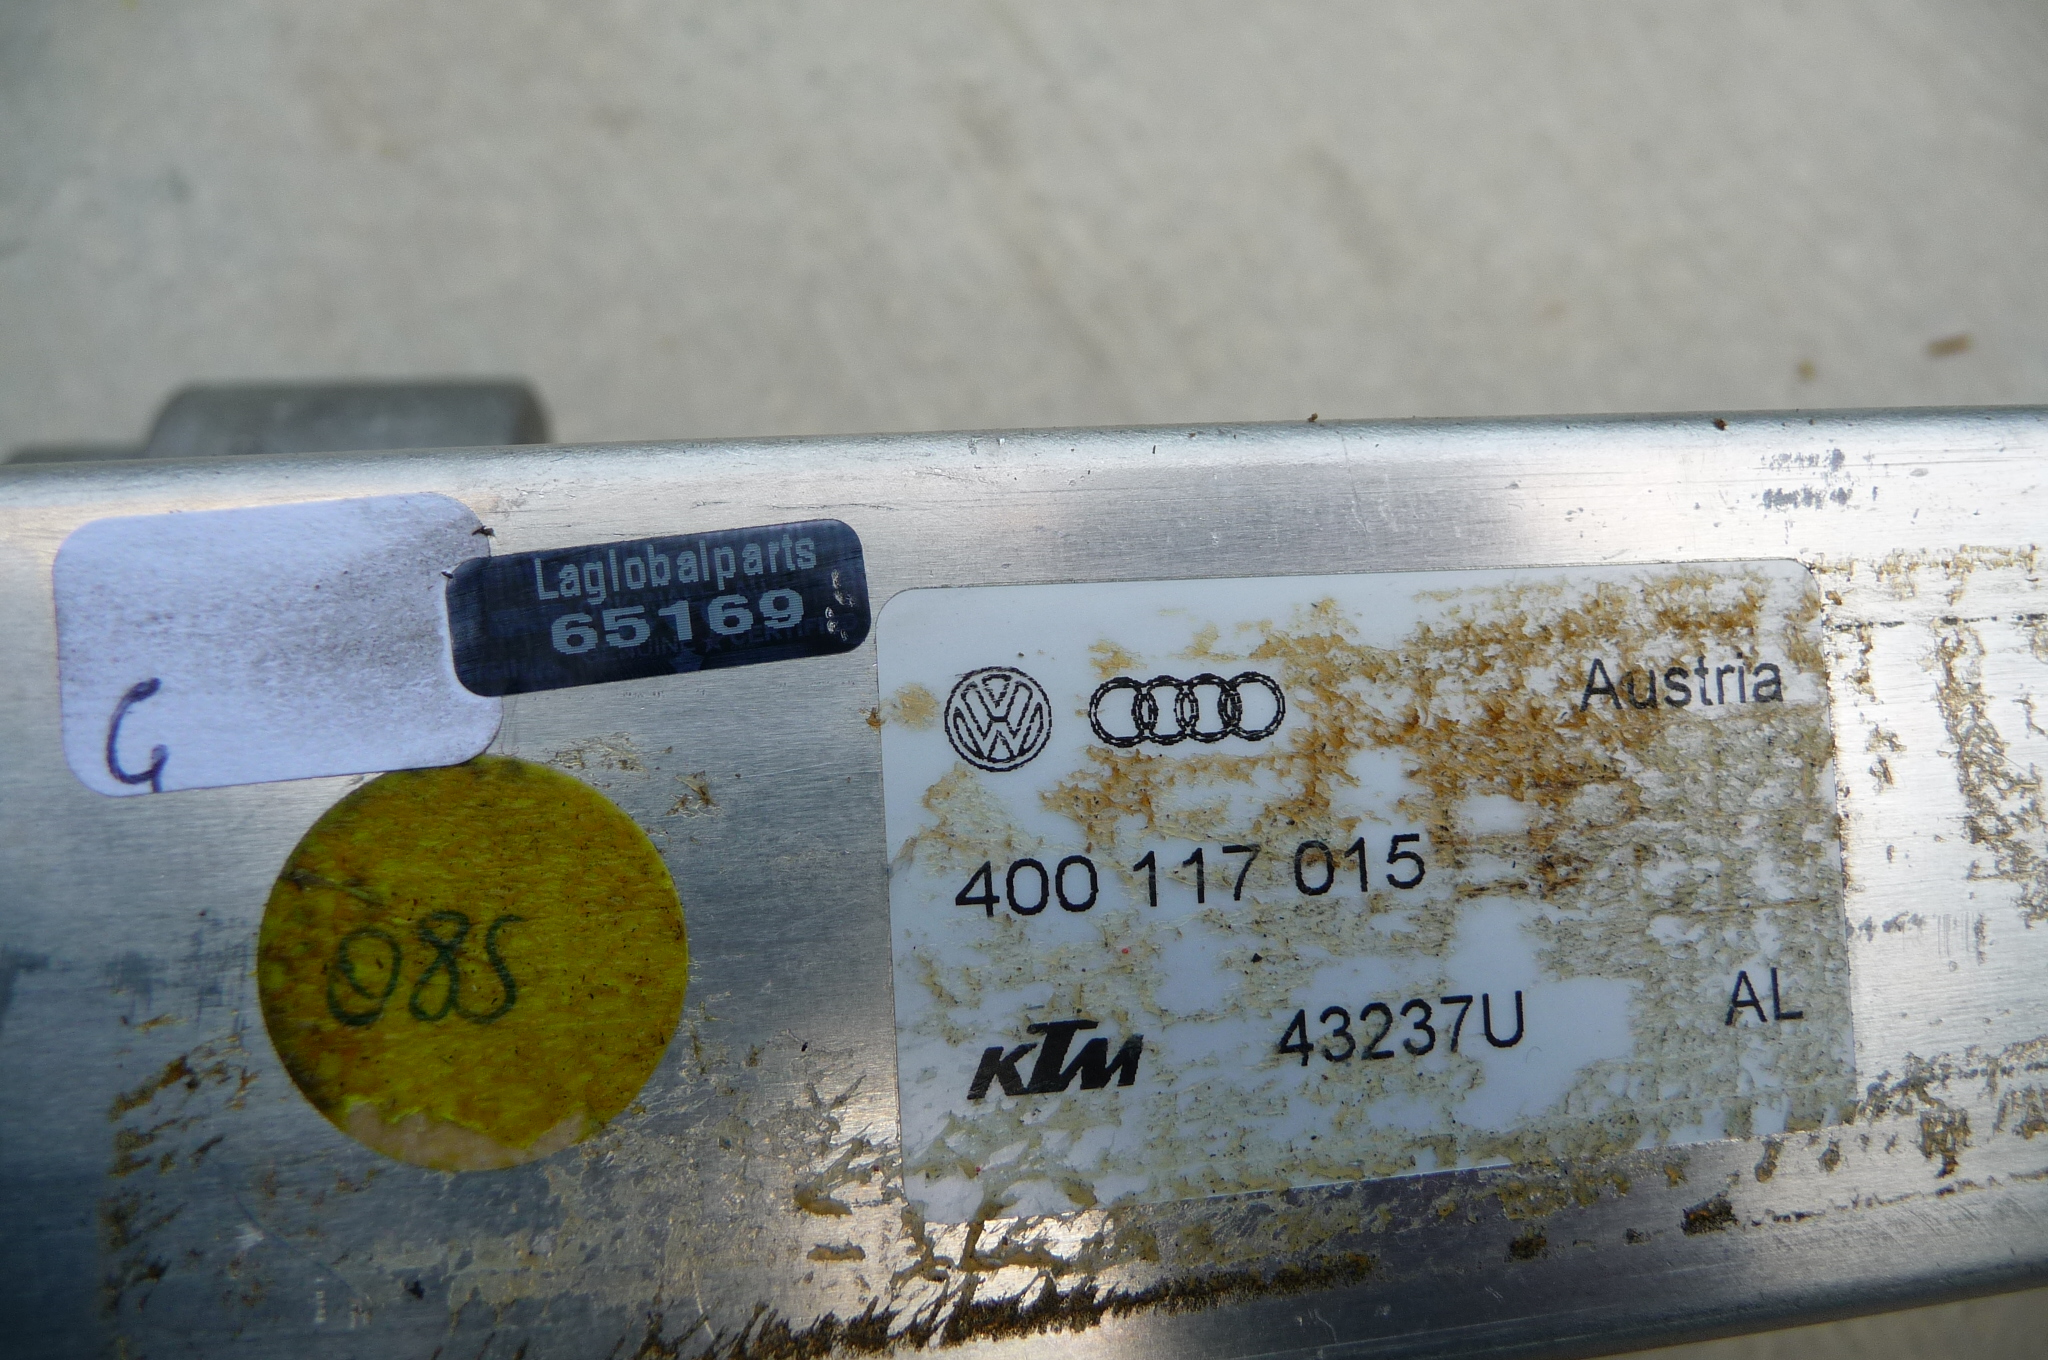 Laglobalparts
65169
G
085
Austria
400 117 015
KTM 43237U AL